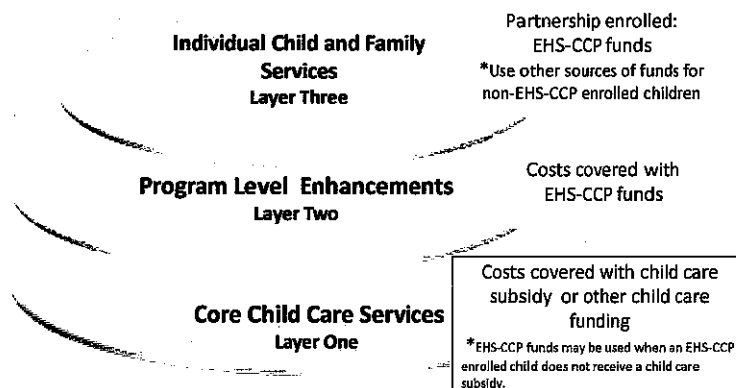 Individual Child and Family
Services
Layer Three
Partnership enrolled:
EHS-CCP funds
*Use other sources of funds for
non-EHS-CCP enrolled children
Program Level Enhancements
Layer Two
Costs covered with
EHS-CCP funds
Core Child Care Services
Layer One
Costs covered with child care
subsidy or other child care
funding
*EHS-CCP funds may be used when an EHS-CCP
enrolled child does not receive a child care
subsidy.